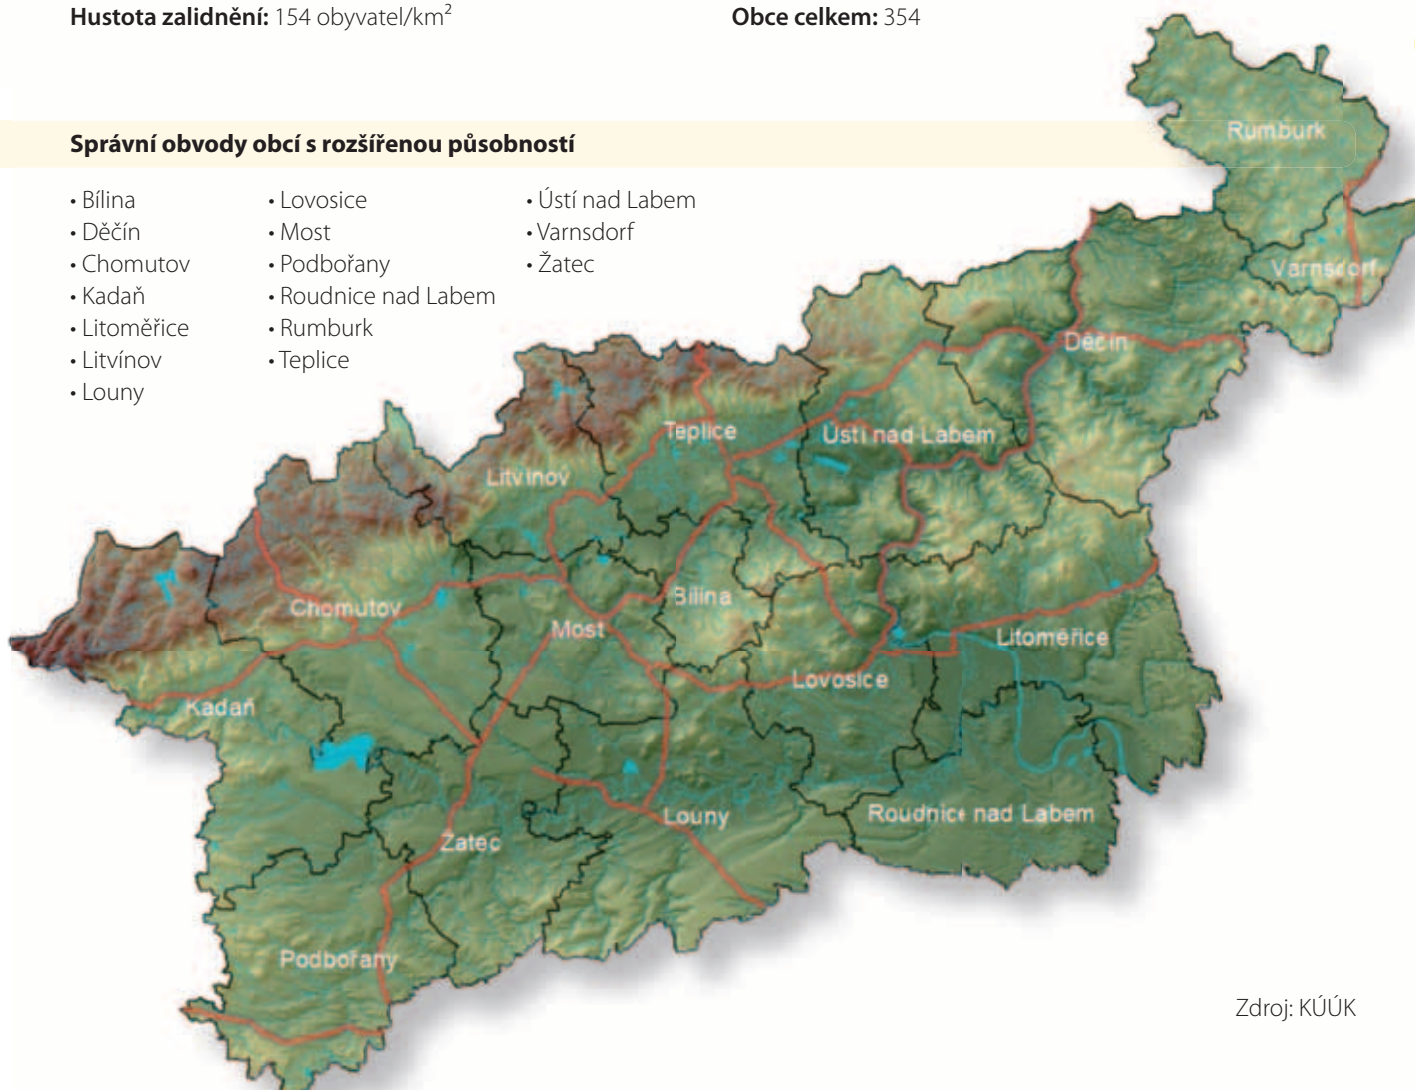 Hustota zalidnění: 154 obyvatel/km²
Obce celkem: 354
Správní obvody obcí s rozšířenou působností
• Bílina
• Děčín
• Chomutov
• Kadaň
• Litoměřice
• Litvínov
• Louny
• Lovosice
• Most
• Podbořany
• Roudnice nad Labem
• Rumburk
• Teplice
• Ústí nad Labem
• Varnsdorf
• Žatec
Rumburk
Varnsdorf
Děčín
Teplice
Ústí nad Labem
Litvínov
Bílina
Chomutov
Most
Litoměřice
Lovosice
Kadaň
Louny
Roudnice nad Labem
Žatec
Podbořany
Zdroj: KÚÚK